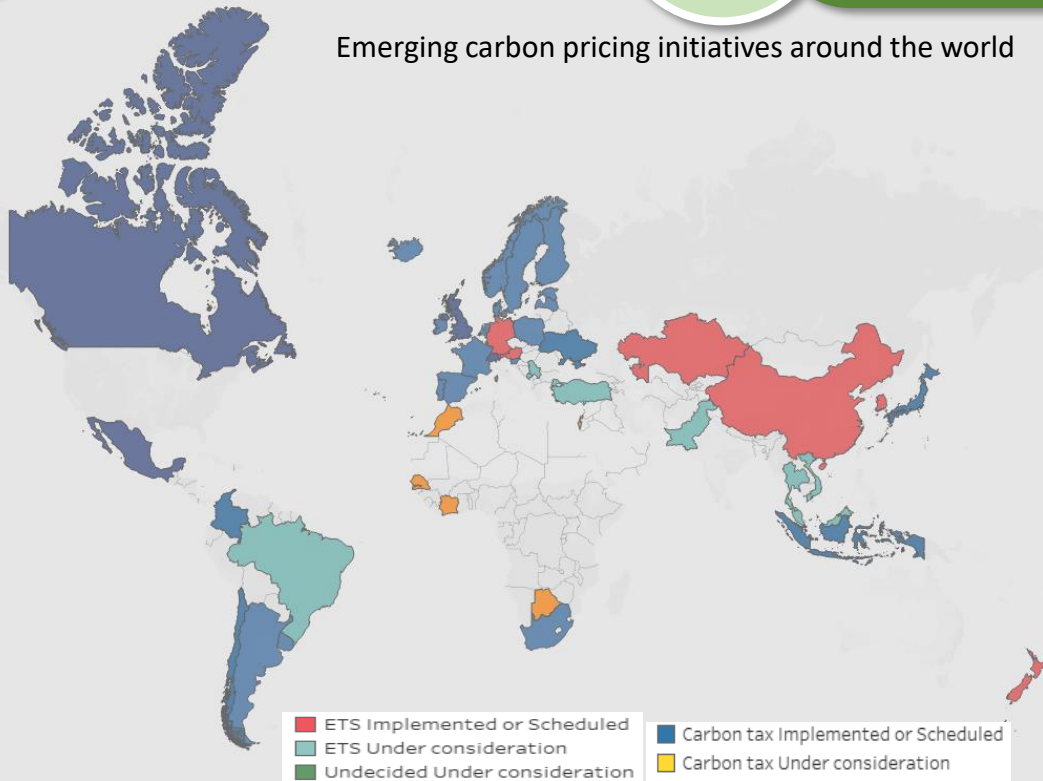 Emerging carbon pricing initiatives around the world
ETS Implemented or Scheduled
ETS Under consideration
Undecided Under consideration
Carbon tax Implemented or Scheduled
Carbon tax Under consideration